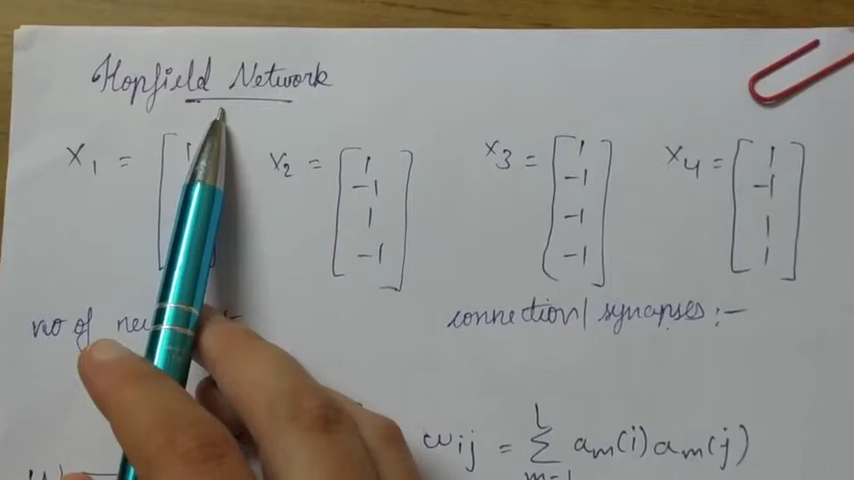 Hopfield Network
X1 = [ 1 X2 = [ 1 -1 1 -1 ] X3 = [ 1 -1 -1 -1 ] X4 = [ 1 -1 1 1 ]
no of connection/synapses :-
wij = L Σ m=1 am(i)am(j)